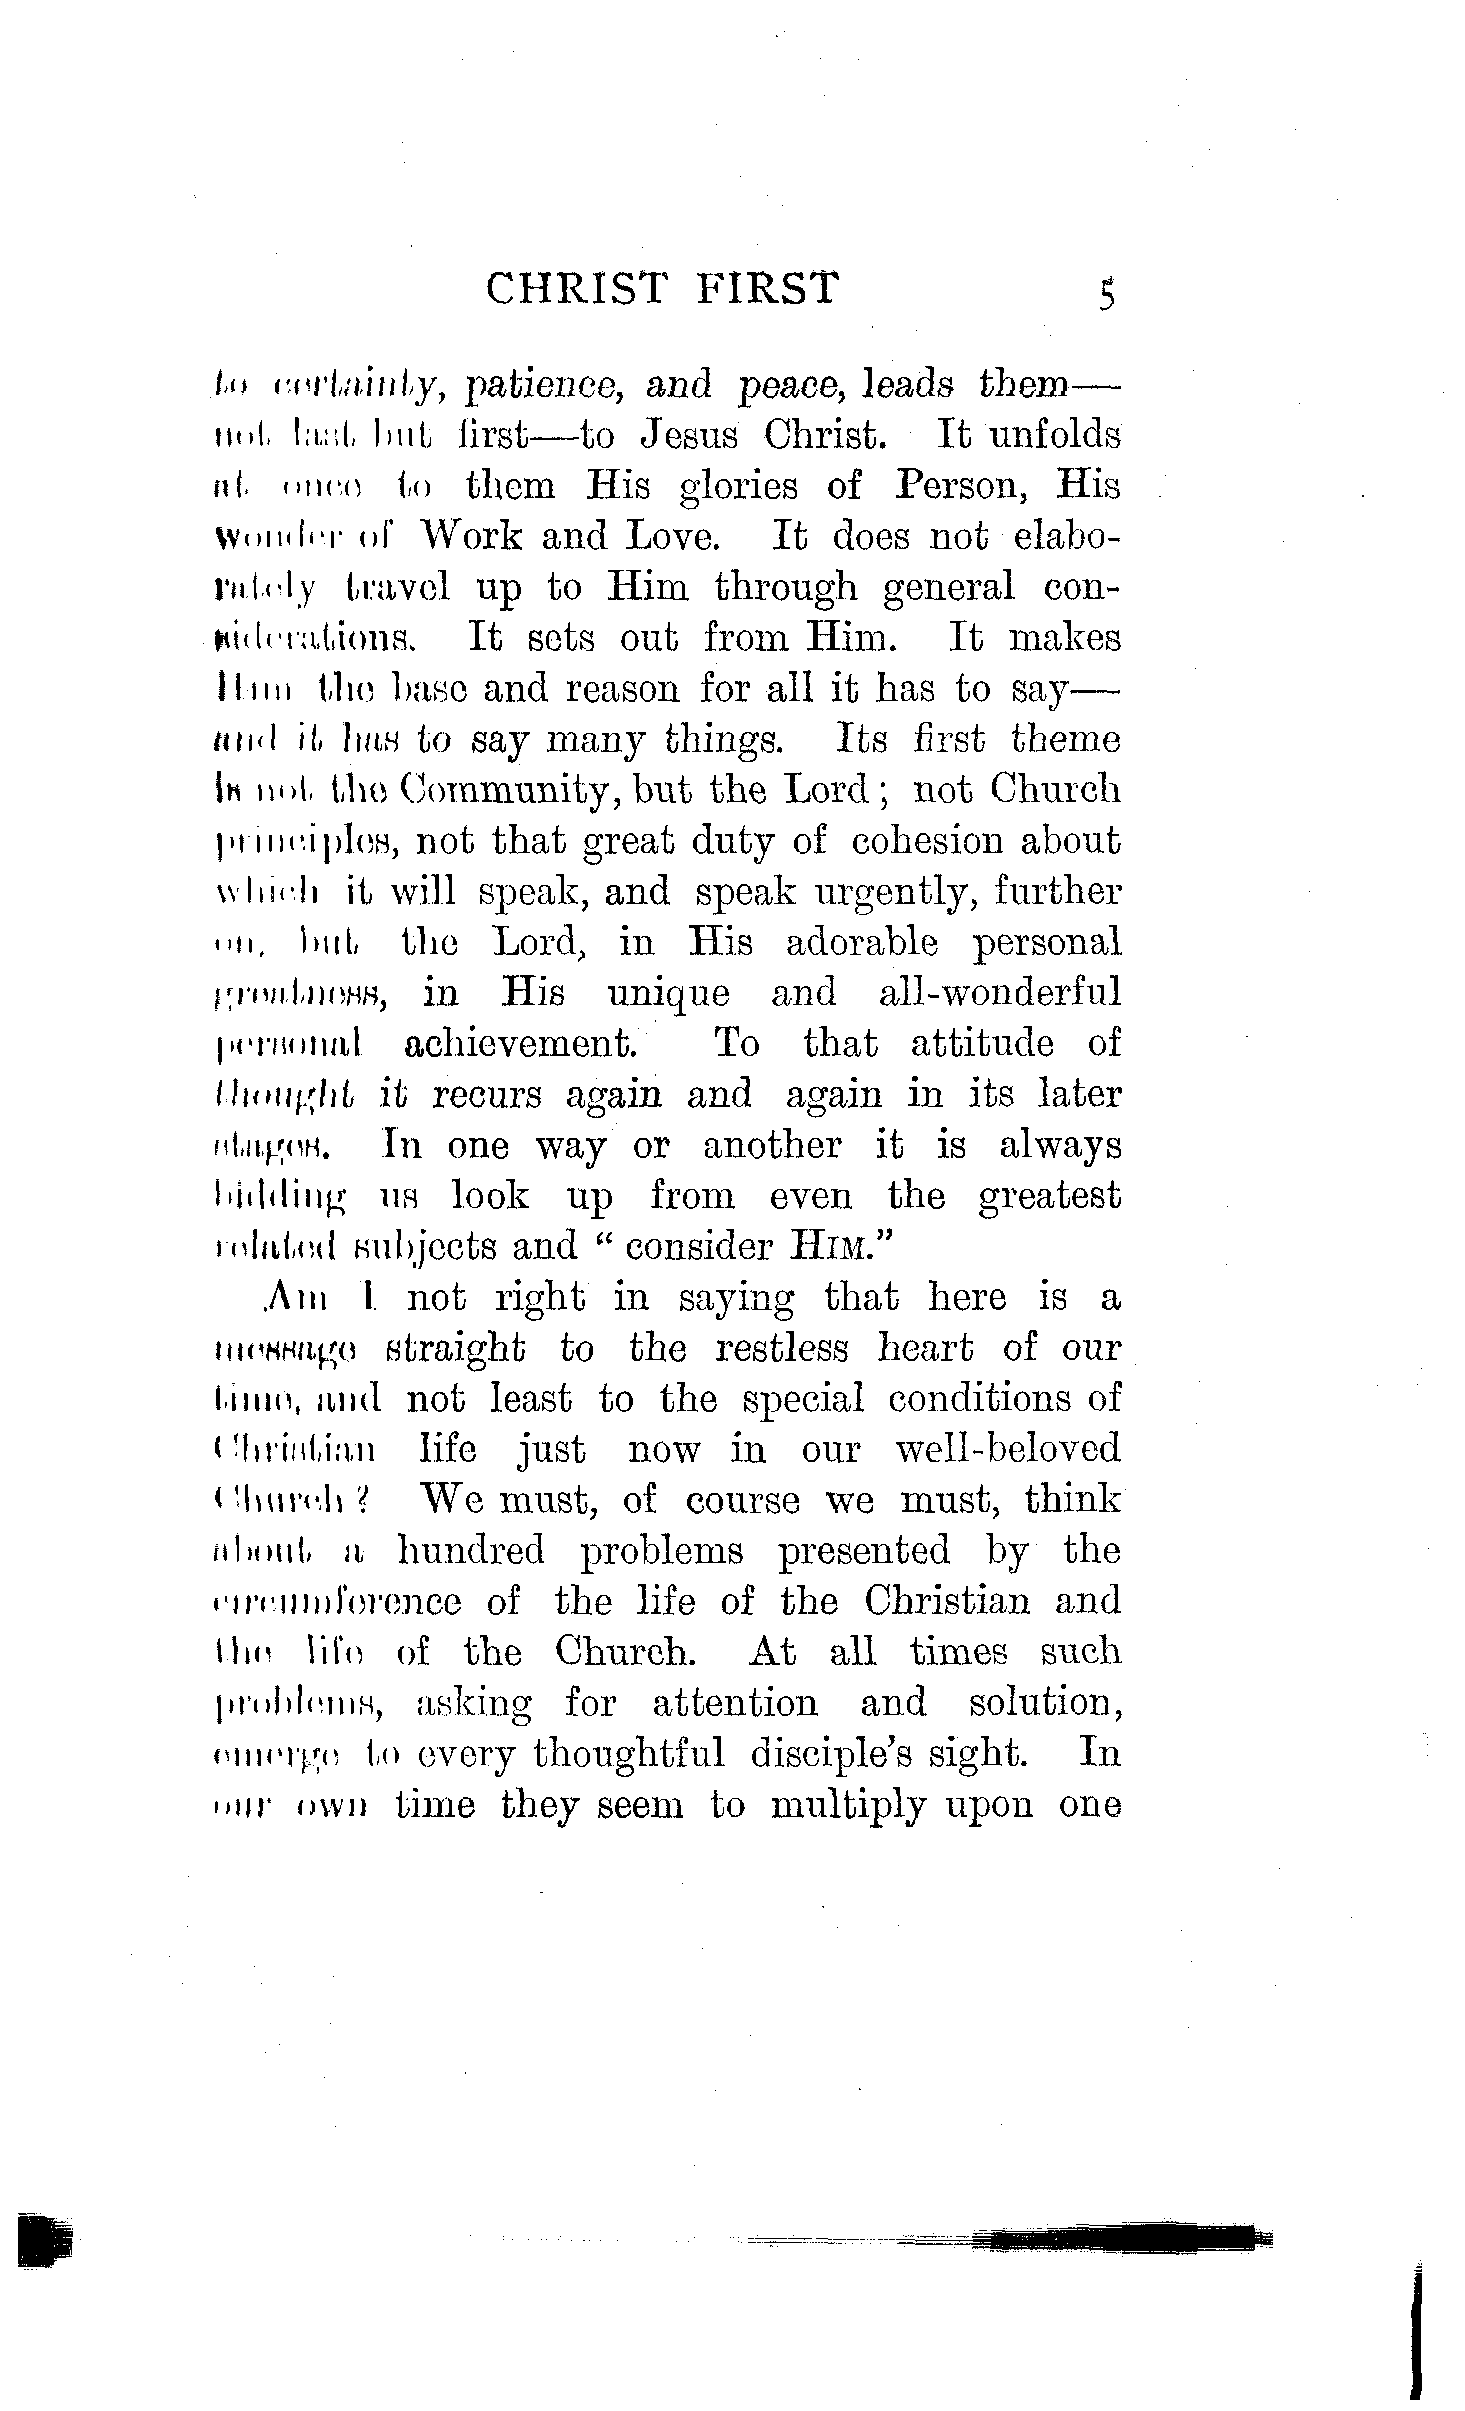 CHRIST FIRST 5
to certainty, patience, and peace, leads them—
not last but first—to Jesus Christ. It unfolds
at once to them His glories of Person, His
wonder of Work and Love. It does not elabo-
rately travel up to Him through general con-
siderations. It sets out from Him. It makes
Him the base and reason for all it has to say—
and it has to say many things. Its first theme
is not the Community, but the Lord; not Church
principles, not that great duty of cohesion about
which it will speak, and speak urgently, further
on, but the Lord, in His adorable personal
greatness, in His unique and all-wonderful
personal achievement. To that attitude of
thought it recurs again and again in its later
stages. In one way or another it is always
bidding us look up from even the greatest
related subjects and “consider HIM.”
Am I not right in saying that here is a
message straight to the restless heart of our
time, and not least to the special conditions of
Christian life just now in our well-beloved
Church? We must, of course we must, think
about a hundred problems presented by the
circumference of the life of the Christian and
the life of the Church. At all times such
problems, asking for attention and solution,
emerge to every thoughtful disciple's sight. In
our own time they seem to multiply upon one